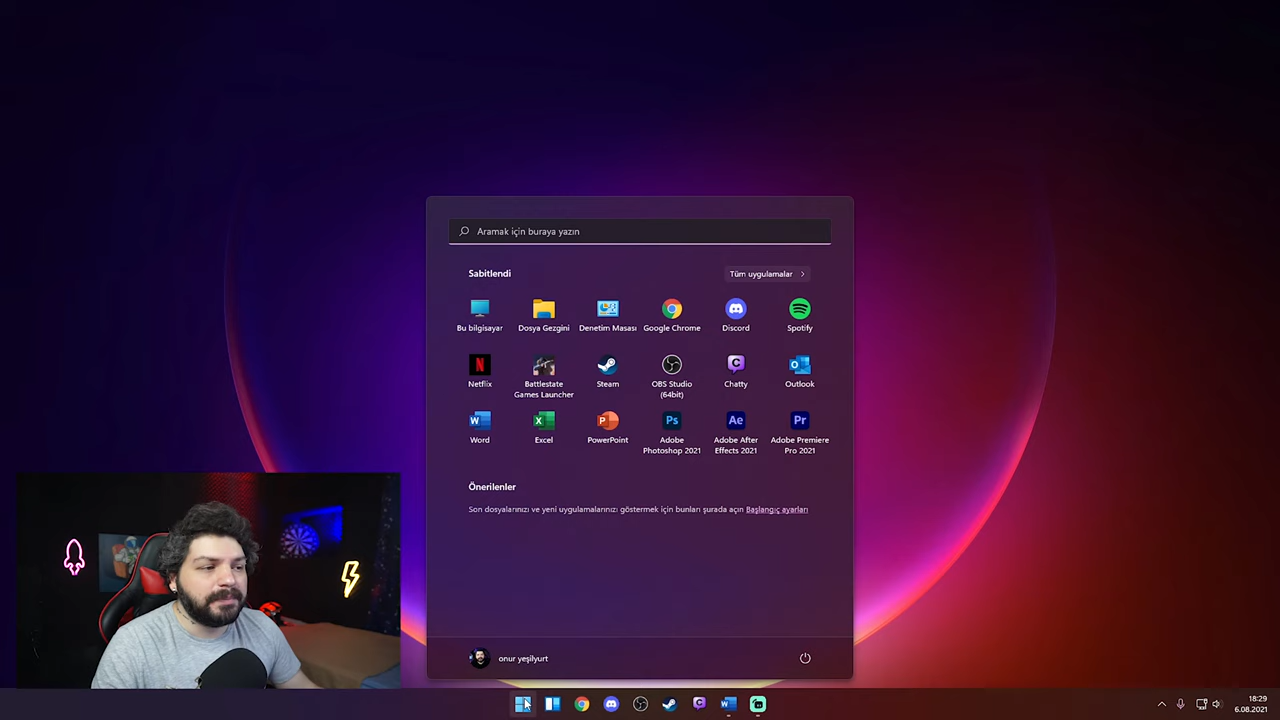 Aramak için buraya yazın
Sabitlendi
Tüm uygulamalar
Bu bilgisayar
Dosya Gezgini
Denetim Masası
Google Chrome
Discord
Spotify
Netflix
Battlestate
Games Launcher
Steam
OBS Studio
(64bit)
Chatty
Outlook
Word
Excel
PowerPoint
Adobe
Photoshop 2021
Adobe After
Effects 2021
Adobe Premiere
Pro 2021
Önerilenler
Son dosyalarınızı ve yeni uygulamalarınızı göstermek için bunları şurada açın Başlangıç ayarları
onur yeşilyurt
18:29
6.08.2021